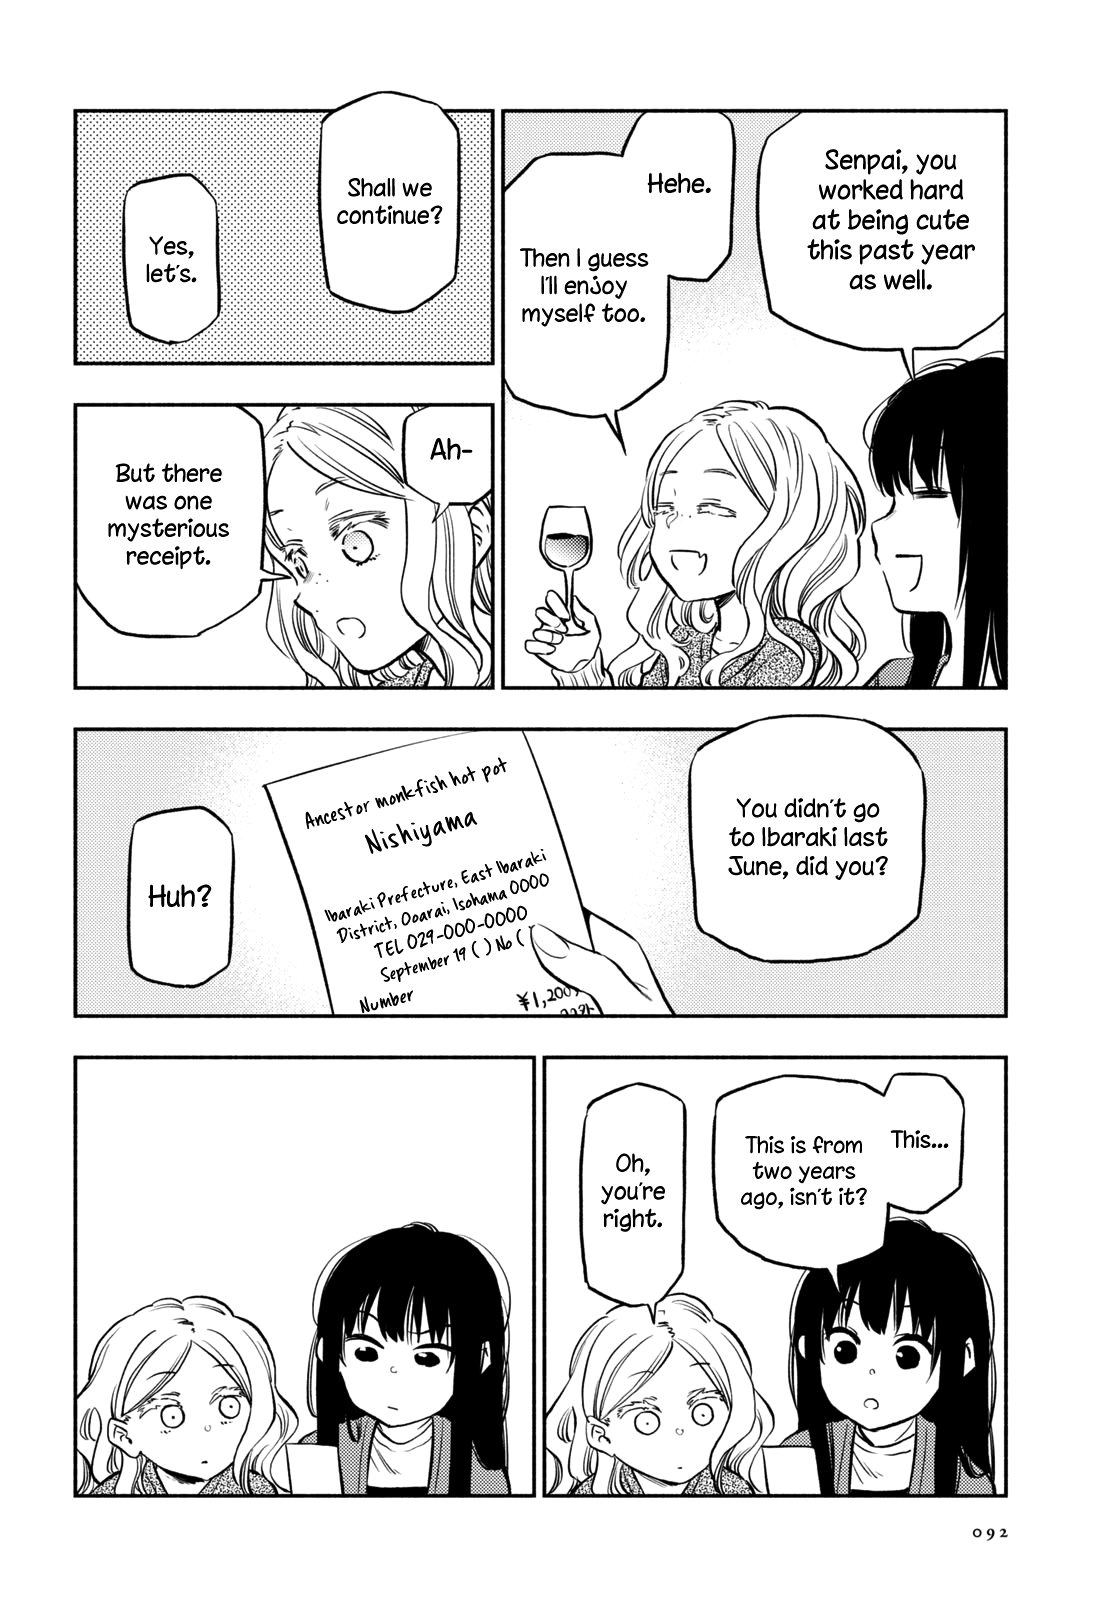 Senpai, you
worked hard
at being cute
this past year
as well.
Hehe.
Then I guess
I'll enjoy
myself too.
Shall we
continue?
Yes,
let's.
Ah-
But there
was one
mysterious
receipt.
You didn't go
to Ibaraki last
June, did you?
Ancestor monkfish hot pot
Nishiyama
Ibaraki Prefecture, East Ibaraki
District, Ooarai, Isohama 0000
TEL 029-000-0000
September 19 ( ) No (
Number
¥1,200
Huh?
This...
This is from
two years
ago, isn't it?
Oh,
you're
right.
092